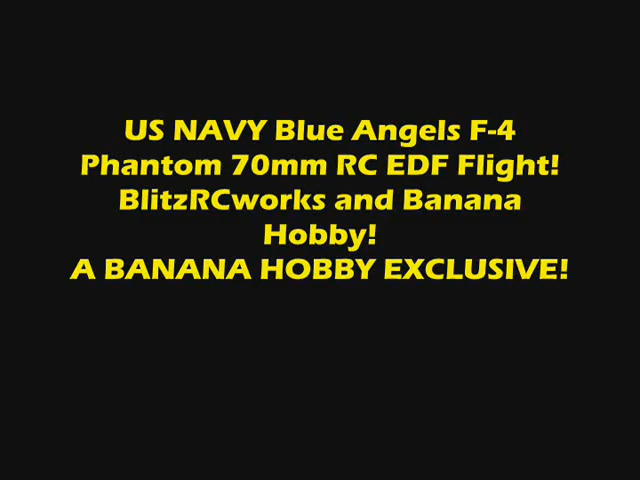 US NAVY Blue Angels F-4
Phantom 70mm RC EDF Flight!
BlitzRCworks and Banana
Hobby!
A BANANA HOBBY EXCLUSIVE!